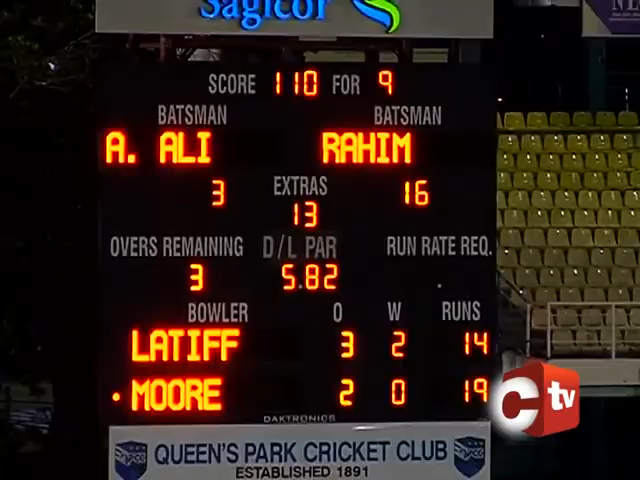 Sagicor
SCORE 110 FOR 9
BATSMAN BATSMAN
A. ALI RAHIM
3 EXTRAS 16
13
OVERS REMAINING D/L PAR RUN RATE REQ.
3 5.82 .
BOWLER O W RUNS
LATIFF 3 2 14
• MOORE 2 0 19
DAKTRONICS
QUEEN'S PARK CRICKET CLUB
ESTABLISHED 1891
C tv